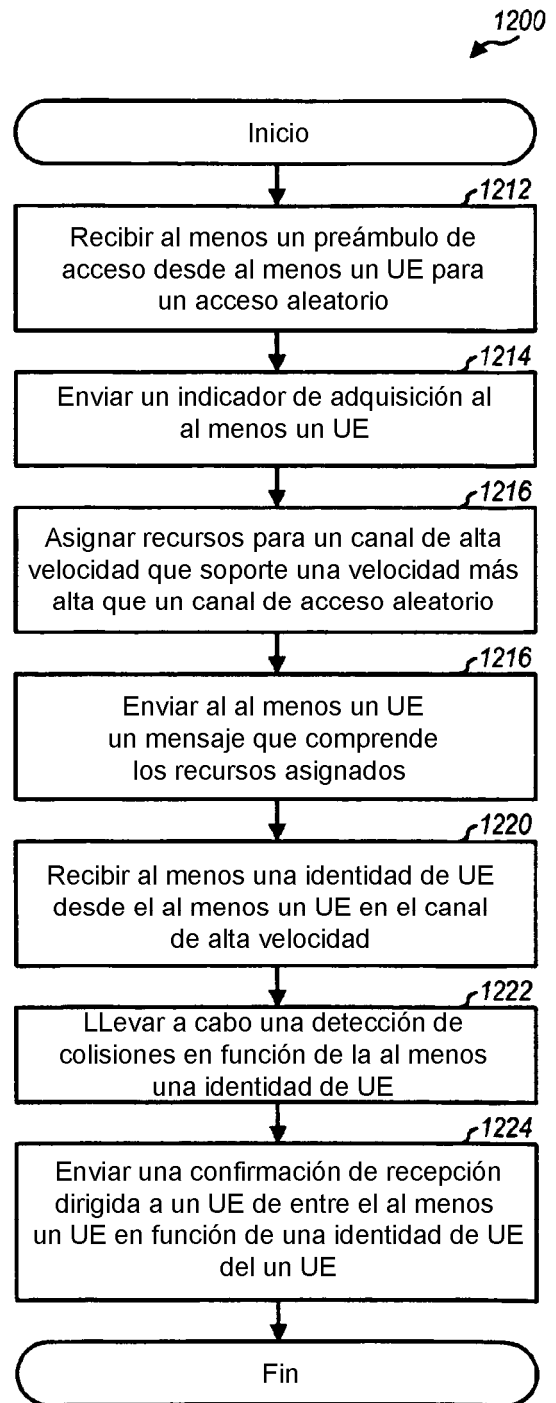 1200
Inicio
1212
Recibir al menos un preámbulo de
acceso desde al menos un UE para
un acceso aleatorio
1214
Enviar un indicador de adquisición al
al menos un UE
1216
Asignar recursos para un canal de alta
velocidad que soporte una velocidad más
alta que un canal de acceso aleatorio
1216
Enviar al al menos un UE
un mensaje que comprende
los recursos asignados
1220
Recibir al menos una identidad de UE
desde el al menos un UE en el canal
de alta velocidad
1222
LLevar a cabo una detección de
colisiones en función de la al menos
una identidad de UE
1224
Enviar una confirmación de recepción
dirigida a un UE de entre el al menos
un UE en función de una identidad de UE
del un UE
Fin